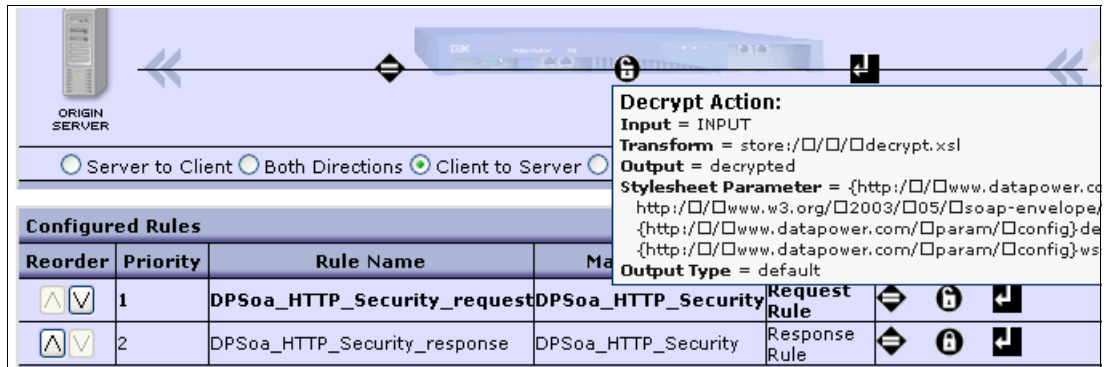 ORIGIN
SERVER
Decrypt Action:
Input = INPUT
Transform = store:/□/□/□decrypt.xsl
Output = decrypted
Stylesheet Parameter = {http:/□/□www.datapower.co
http:/□/□www.w3.org/□2003/□05/□soap-envelope/
{http:/□/□www.datapower.com/□param/□config}de
{http:/□/□www.datapower.com/□param/□config}ws
Output Type = default
Server to Client Both Directions Client to Server
Configured Rules
Reorder Priority Rule Name Ma
1 DPSoa_HTTP_Security_request DPSoa_HTTP_Security Request Rule
2 DPSoa_HTTP_Security_response DPSoa_HTTP_Security Response Rule